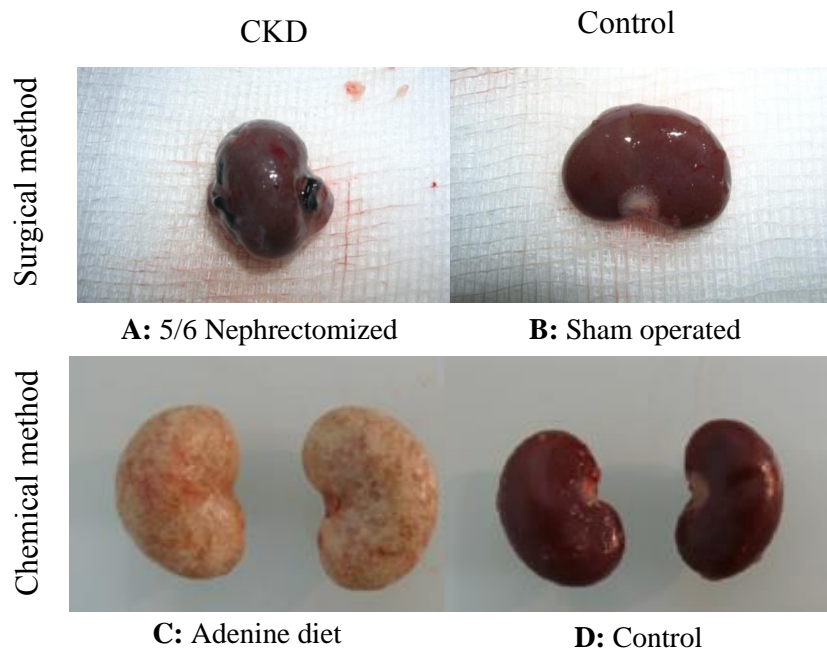 CKD
Control
Surgical method
A: 5/6 Nephrectomized
B: Sham operated
Chemical method
C: Adenine diet
D: Control